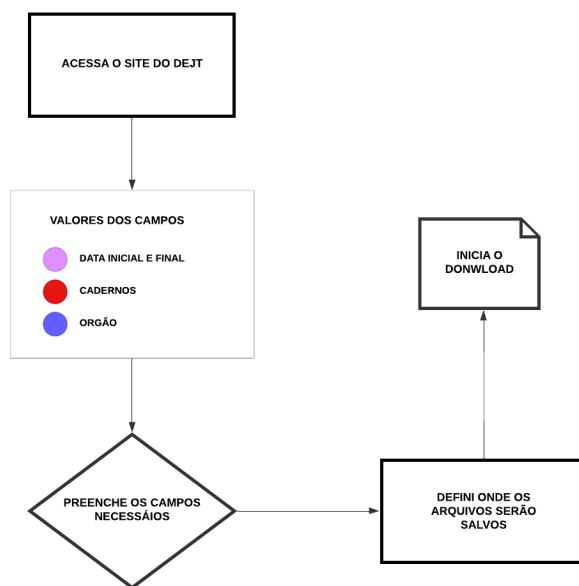 ACESSA O SITE DO DEJT
VALORES DOS CAMPOS
DATA INICIAL E FINAL
CADERNOS
ORGÃO
PREENCHE OS CAMPOS
NECESSÁIOS
DEFINI ONDE OS
ARQUIVOS SERÃO
SALVOS
INICIA O
DONWLOAD